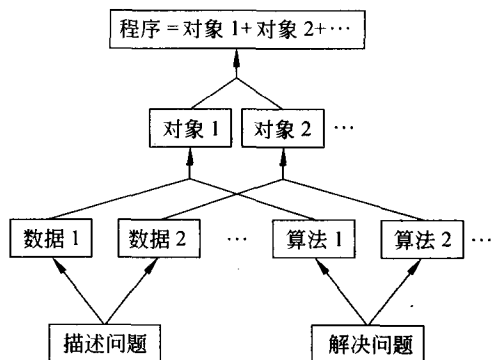 程序=对象1+对象2+…
对象1 对象2 …
数据1 数据2 … 算法1 算法2 …
描述问题 解决问题